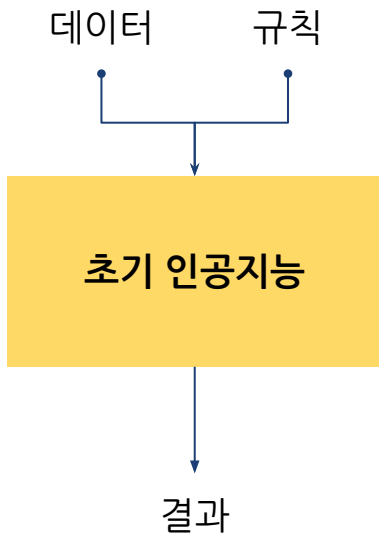 데이터 규칙
초기 인공지능
결과